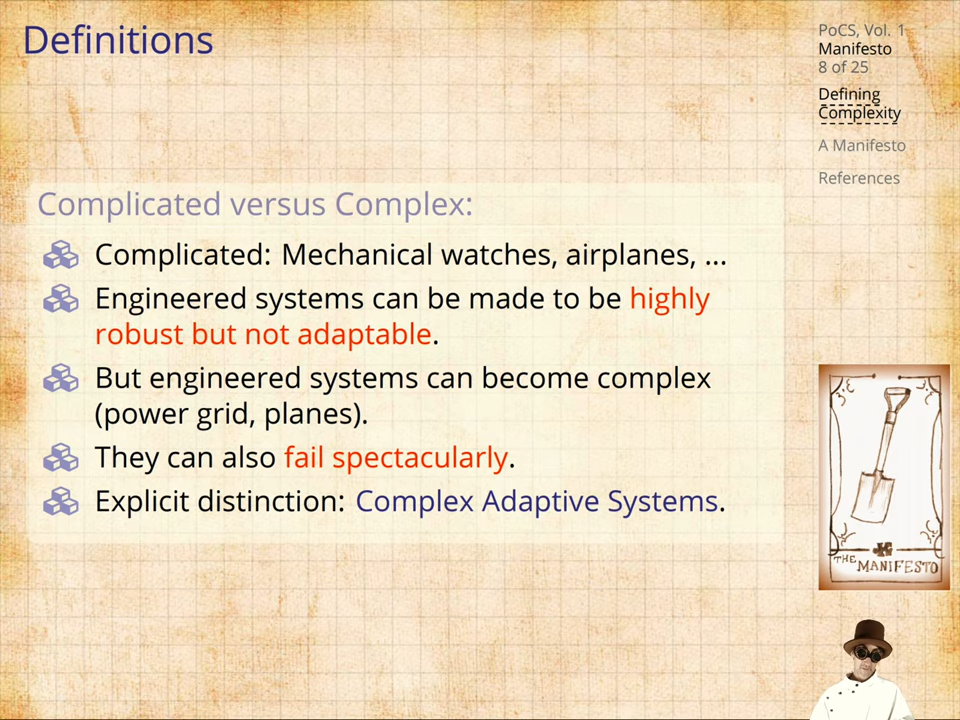 Definitions
PoCS, Vol. 1
Manifesto
8 of 25
Defining
Complexity
A Manifesto
References
Complicated versus Complex:
Complicated: Mechanical watches, airplanes, ...
Engineered systems can be made to be highly
robust but not adaptable.
But engineered systems can become complex
(power grid, planes).
They can also fail spectacularly.
Explicit distinction: Complex Adaptive Systems.
THE MANIFESTO